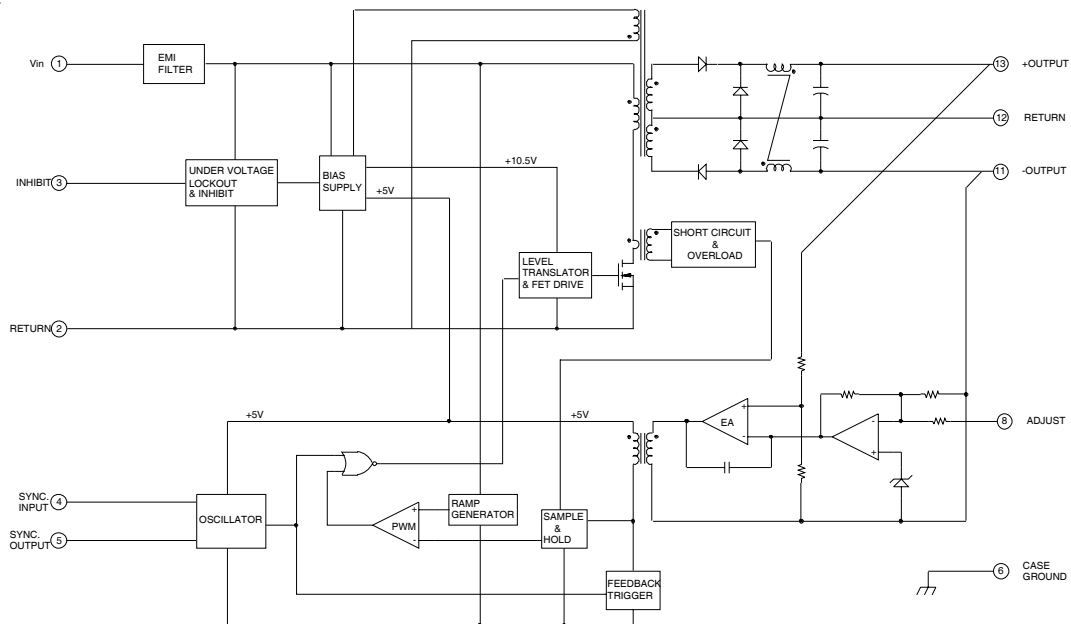 Vin 1
EMI
FILTER
13 +OUTPUT
12 RETURN
+10.5V
INHIBIT 3
UNDER VOLTAGE
LOCKOUT
& INHIBIT
BIAS
SUPPLY
+5V
11 -OUTPUT
SHORT CIRCUIT
&
OVERLOAD
LEVEL
TRANSLATOR
& FET DRIVE
RETURN 2
+5V
+5V
+
EA
-
-
+
8 ADJUST
SYNC.
INPUT 4
SYNC.
OUTPUT 5
OSCILLATOR
+
PWM
-
RAMP
GENERATOR
SAMPLE
&
HOLD
FEEDBACK
TRIGGER
6 CASE
GROUND